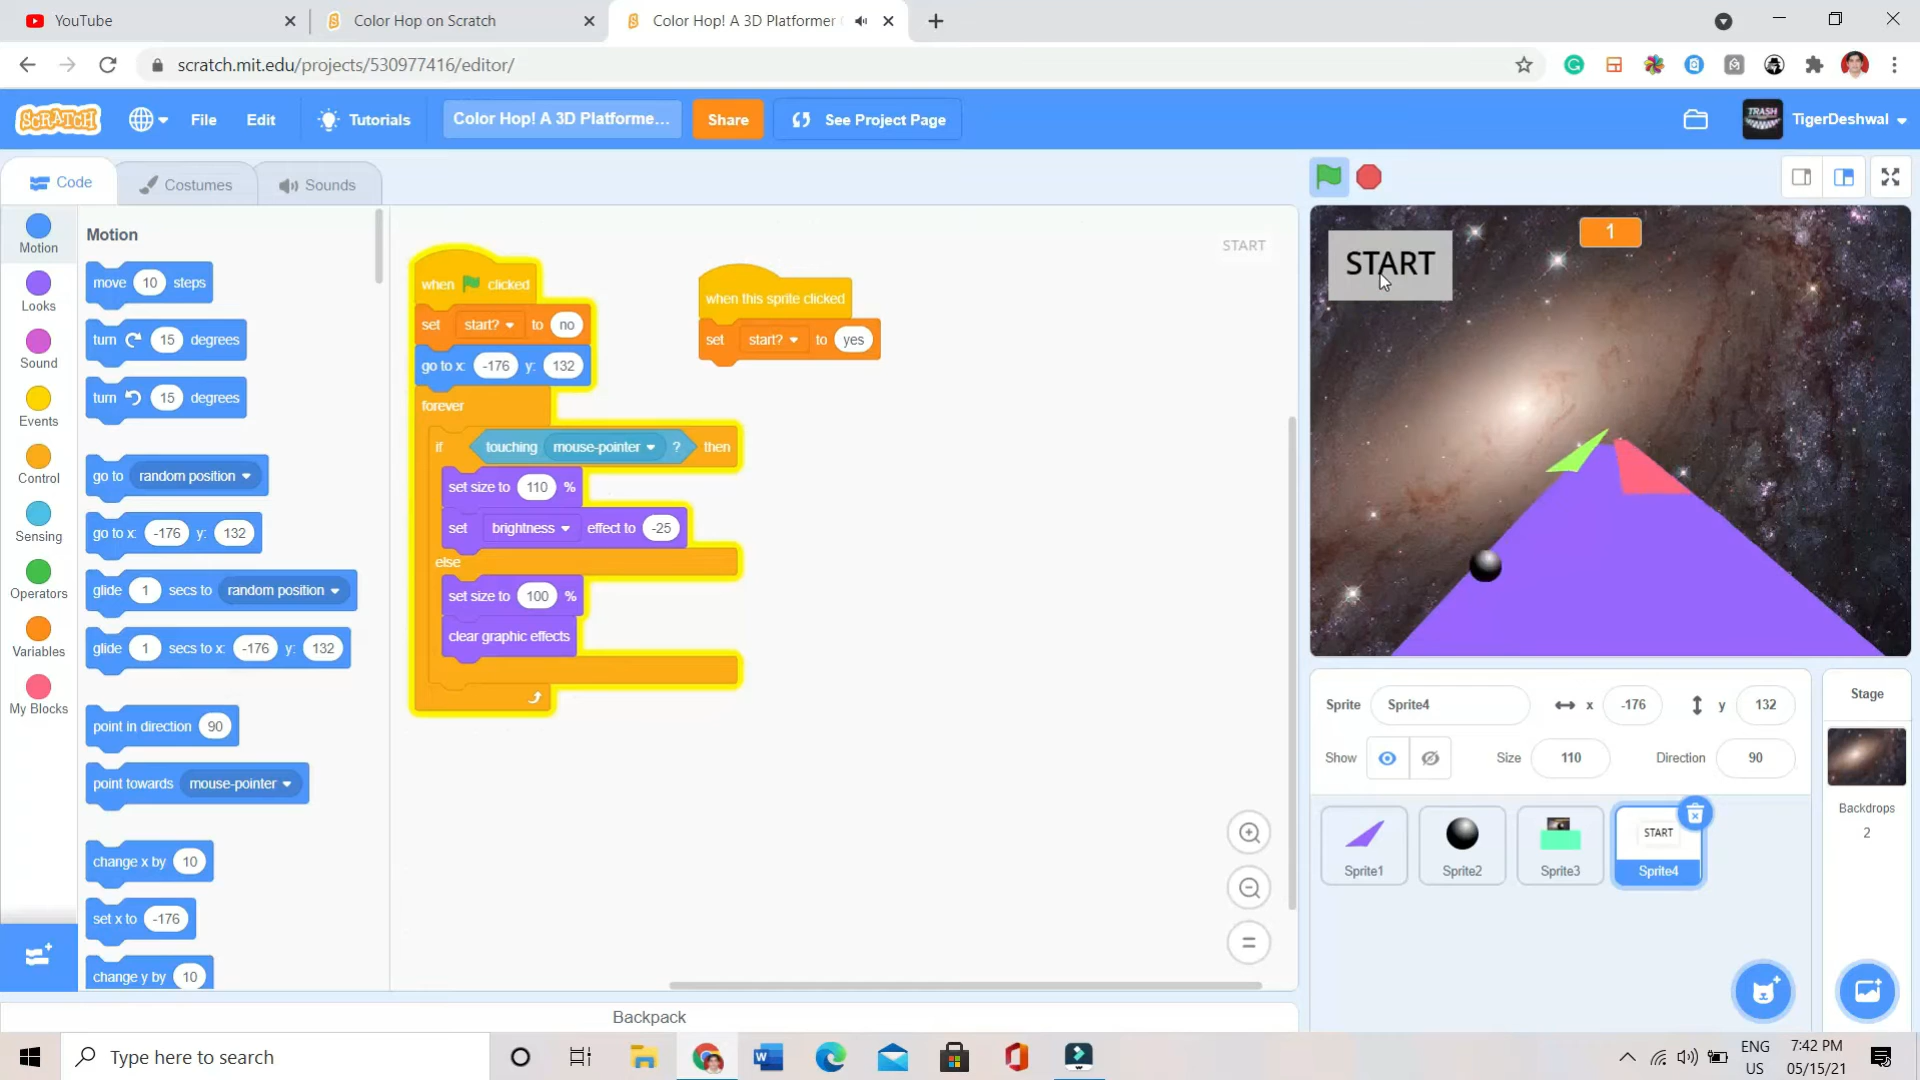 YouTube
Color Hop on Scratch
Color Hop! A 3D Platformer
scratch.mit.edu/projects/530977416/editor/
SCRATCH
File
Edit
Tutorials
Color Hop! A 3D Platforme...
Share
See Project Page
TRASH
TigerDeshwal
Code
Costumes
Sounds
Motion
Looks
Sound
Events
Control
Sensing
Operators
Variables
My Blocks
Motion
move 10 steps
turn 15 degrees
turn 15 degrees
go to random position
go to x: -176 y: 132
glide 1 secs to random position
glide 1 secs to x: -176 y: 132
point in direction 90
point towards mouse-pointer
change x by 10
set x to -176
change y by 10
when clicked
set start? to no
go to x: -176 y: 132
forever
if touching mouse-pointer ? then
set size to 110 %
set brightness effect to -25
else
set size to 100 %
clear graphic effects
when this sprite clicked
set start? to yes
START
START
1
Sprite Sprite4 x -176 y 132
Show Size 110 Direction 90
Sprite1
Sprite2
Sprite3
START
Sprite4
Stage
Backdrops
2
Backpack
Type here to search
ENG
US
7:42 PM
05/15/21